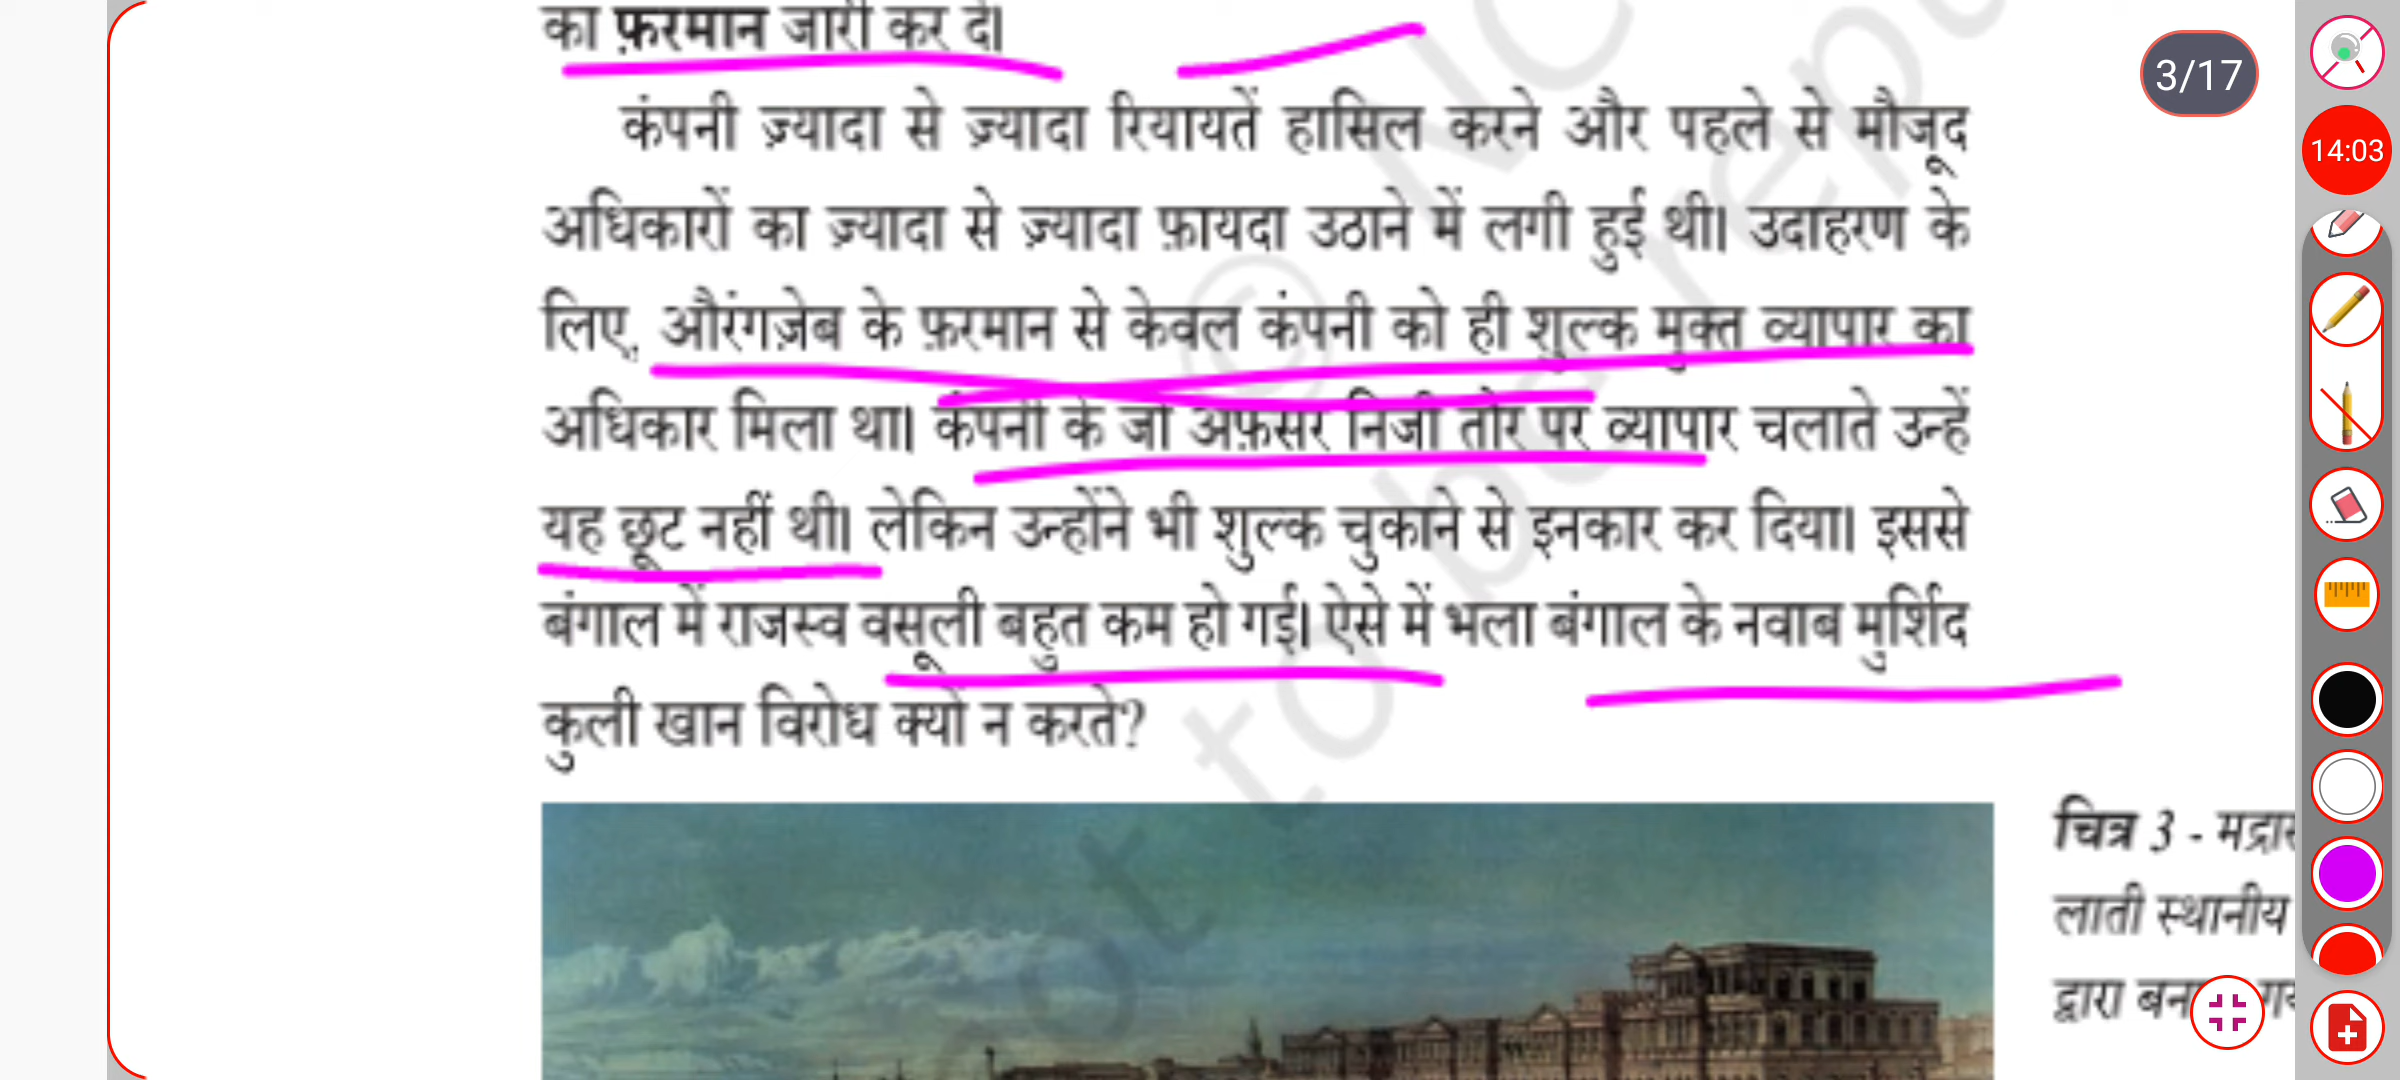 का फ़रमान जारी कर दे।
3/17
14:03
कंपनी ज़्यादा से ज़्यादा रियायतें हासिल करने और पहले से मौजूद
अधिकारों का ज़्यादा से ज़्यादा फ़ायदा उठाने में लगी हुई थी। उदाहरण के
लिए, औरंगज़ेब के फ़रमान से केवल कंपनी को ही शुल्क मुक्त व्यापार का
अधिकार मिला था। कंपनी के जो अफ़सर निजी तौर पर व्यापार चलाते उन्हें
यह छूट नहीं थी। लेकिन उन्होंने भी शुल्क चुकाने से इनकार कर दिया। इससे
बंगाल में राजस्व वसूली बहुत कम हो गई। ऐसे में भला बंगाल के नवाब मुर्शिद
कुली खान विरोध क्यों न करते?
चित्र 3 -
लाती स्थानीय
द्वारा